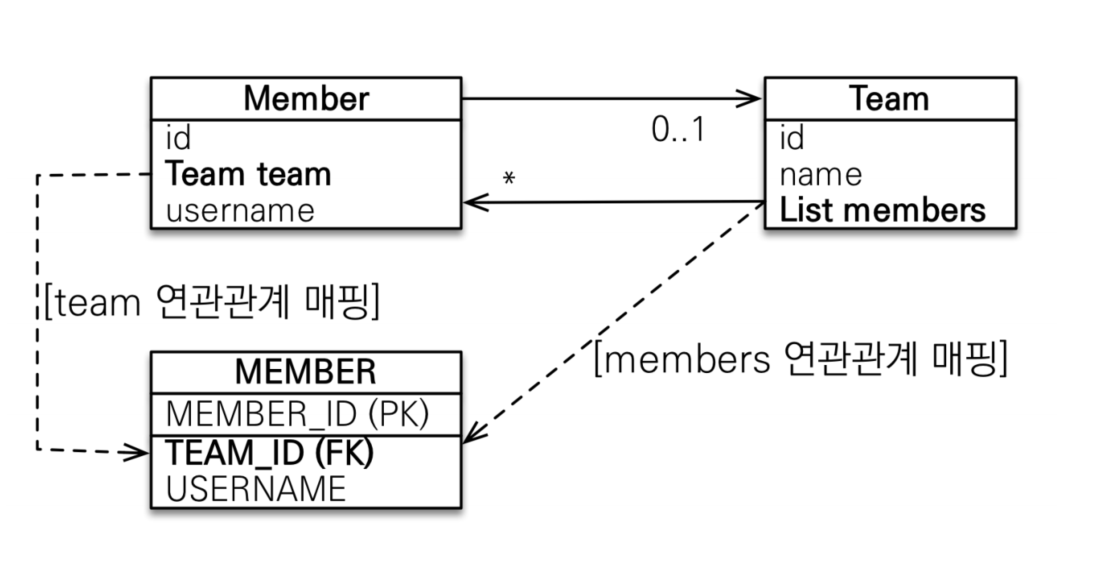 Member
id
Team team
username
0..1
*
Team
id
name
List members
[team 연관관계 매핑]
[members 연관관계 매핑]
MEMBER
MEMBER_ID (PK)
TEAM_ID (FK)
USERNAME